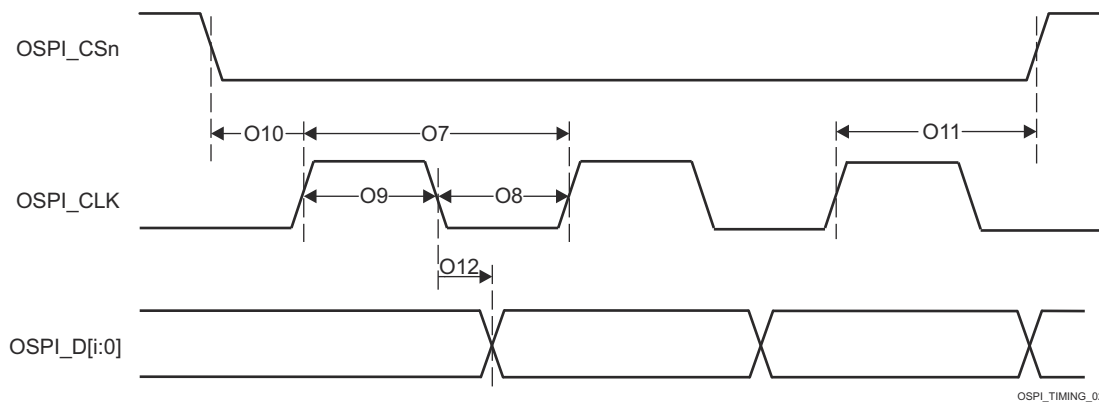 OSPI_CSn
O10
O7
O11
OSPI_CLK
O9
O8
O12
OSPI_D[i:0]